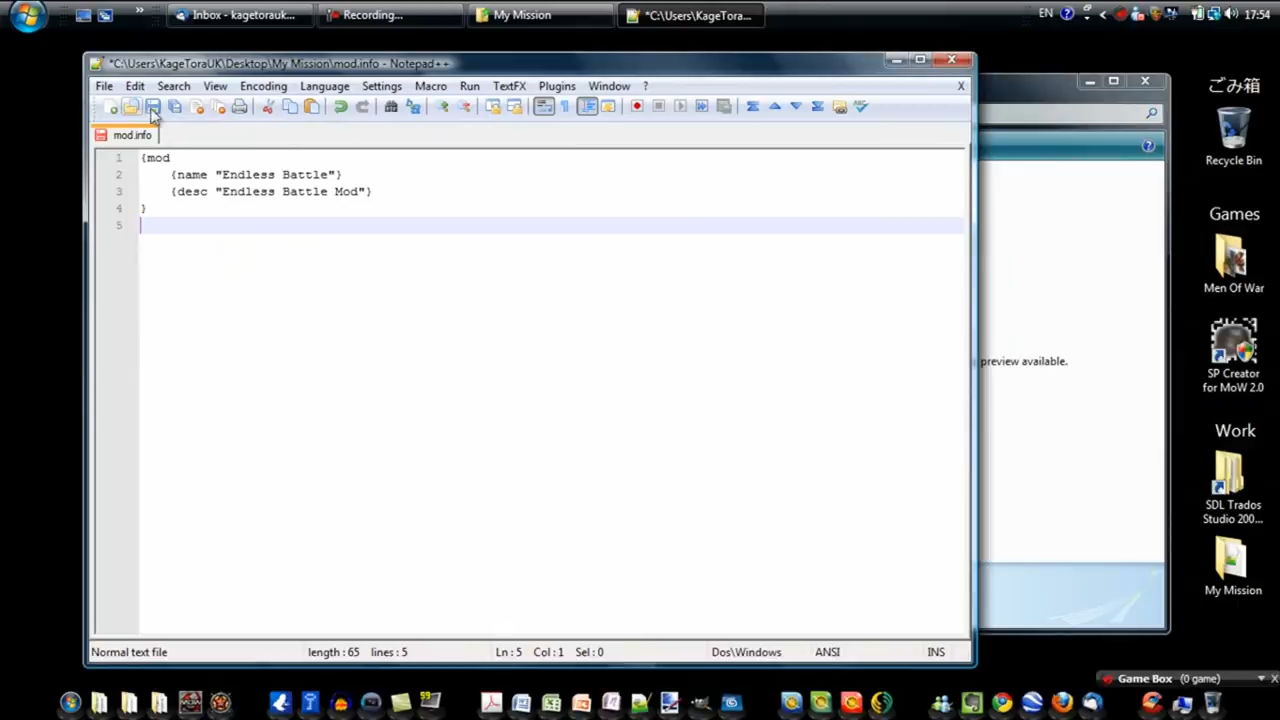 Inbox - kagetorauk...
Recording...
My Mission
*C:\Users\KageTora...
EN
17:54
*C:\Users\KageToraUK\Desktop\My Mission\mod.info - Notepad++
File Edit Search View Encoding Language Settings Macro Run TextFX Plugins Window ?
X
mod.info
1 {mod
2 {name "Endless Battle"}
3 {desc "Endless Battle Mod"}
4 }
5
preview available.
Normal text file
length : 65 lines : 5
Ln : 5 Col : 1 Sel : 0
Dos\Windows
ANSI
INS
ごみ箱
Recycle Bin
Games
Men Of War
SP Creator
for MoW 2.0
Work
SDL Trados
Studio 200...
My Mission
Game Box (0 game)
99